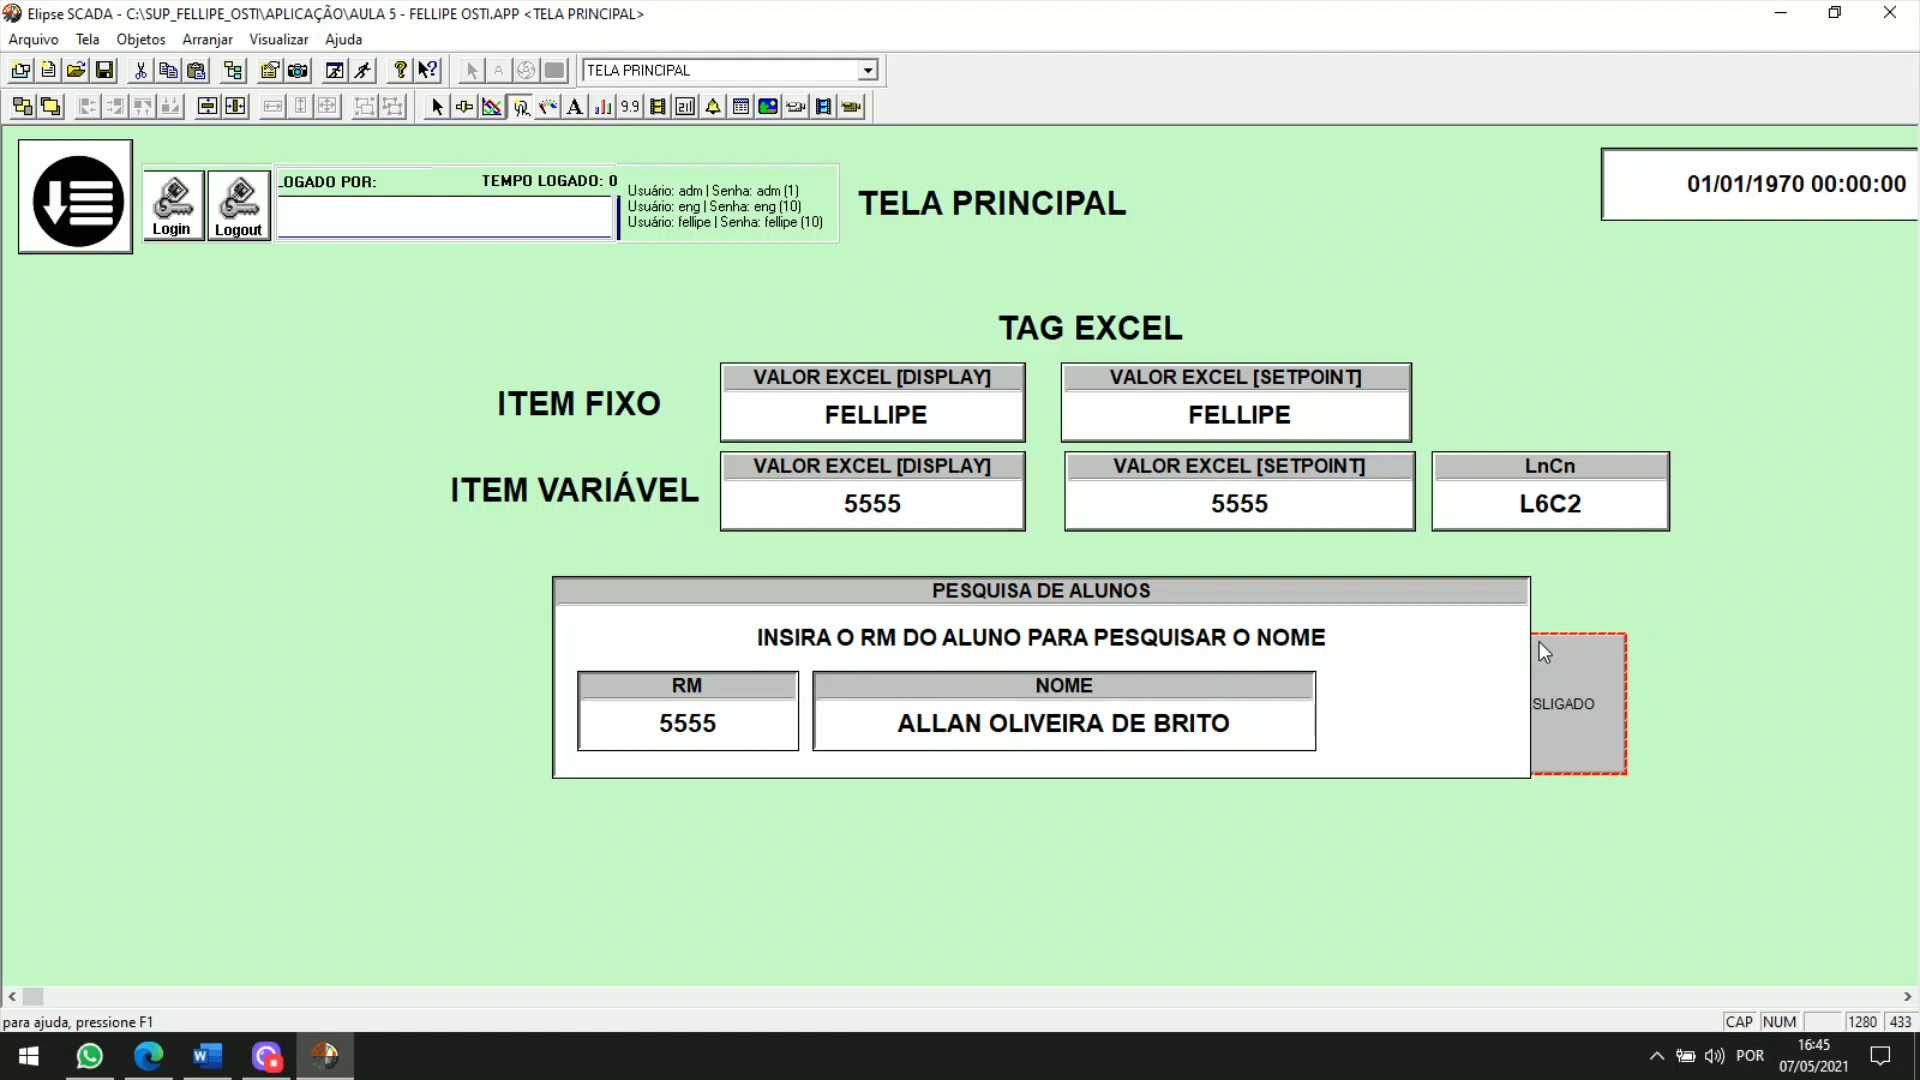 Elipse SCADA - C:\SUP_FELLIPE_OSTI\APLICAÇÃO\AULA 5 - FELLIPE OSTI.APP <TELA PRINCIPAL>
Arquivo Tela Objetos Arranjar Visualizar Ajuda
TELA PRINCIPAL
LOGADO POR: TEMPO LOGADO: 0
Login Logout
Usuário: adm | Senha: adm (1)
Usuário: eng | Senha: eng (10)
Usuário: fellipe | Senha: fellipe (10)
TELA PRINCIPAL
01/01/1970 00:00:00
TAG EXCEL
ITEM FIXO
VALOR EXCEL [DISPLAY]
FELLIPE
VALOR EXCEL [SETPOINT]
FELLIPE
ITEM VARIÁVEL
VALOR EXCEL [DISPLAY]
5555
VALOR EXCEL [SETPOINT]
5555
LnCn
L6C2
PESQUISA DE ALUNOS
INSIRA O RM DO ALUNO PARA PESQUISAR O NOME
RM
5555
NOME
ALLAN OLIVEIRA DE BRITO
SLIGADO
para ajuda, pressione F1
CAP NUM 1280 433
POR
16:45
07/05/2021